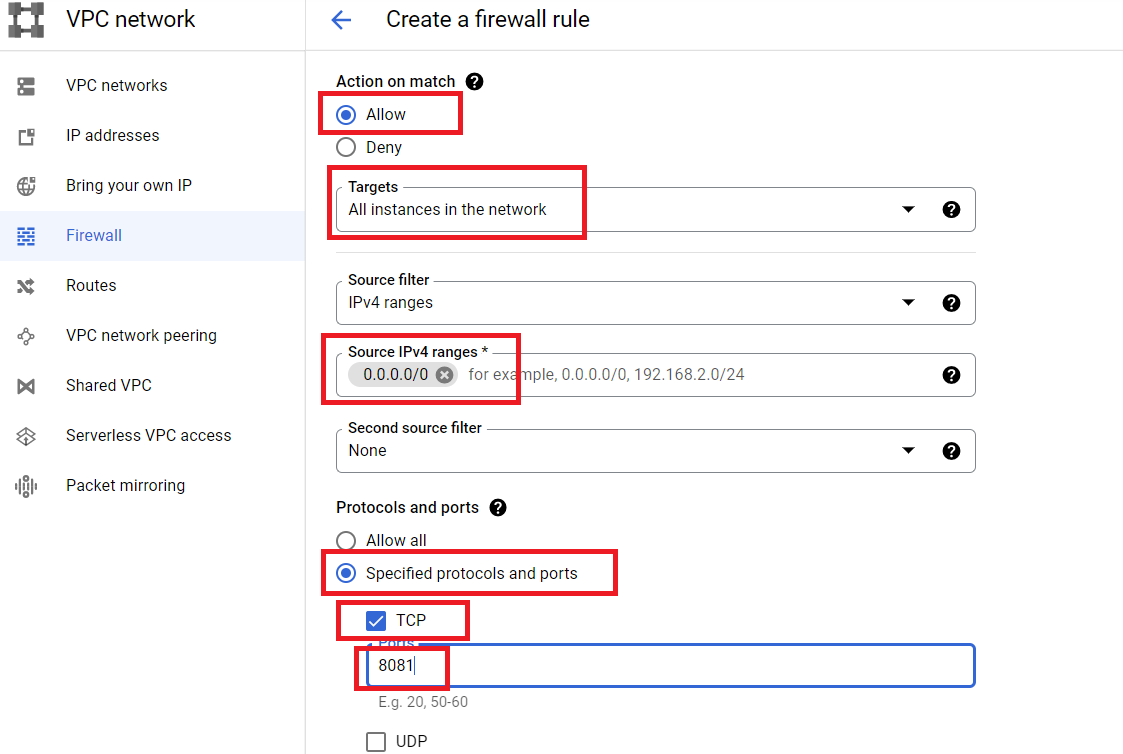 VPC network
Create a firewall rule
VPC networks
IP addresses
Bring your own IP
Firewall
Routes
VPC network peering
Shared VPC
Serverless VPC access
Packet mirroring
Action on match ?
Allow
Deny
Targets
All instances in the network ?
Source filter
IPv4 ranges ?
Source IPv4 ranges *
0.0.0.0/0 for example, 0.0.0.0/0, 192.168.2.0/24 ?
Second source filter
None ?
Protocols and ports ?
Allow all
Specified protocols and ports
TCP
Ports
8081
E.g. 20, 50-60
UDP